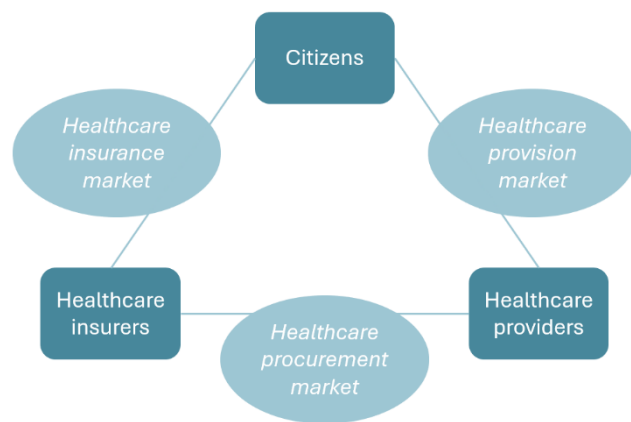 Citizens
Healthcare
insurance
market
Healthcare
provision
market
Healthcare
insurers
Healthcare
providers
Healthcare
procurement
market